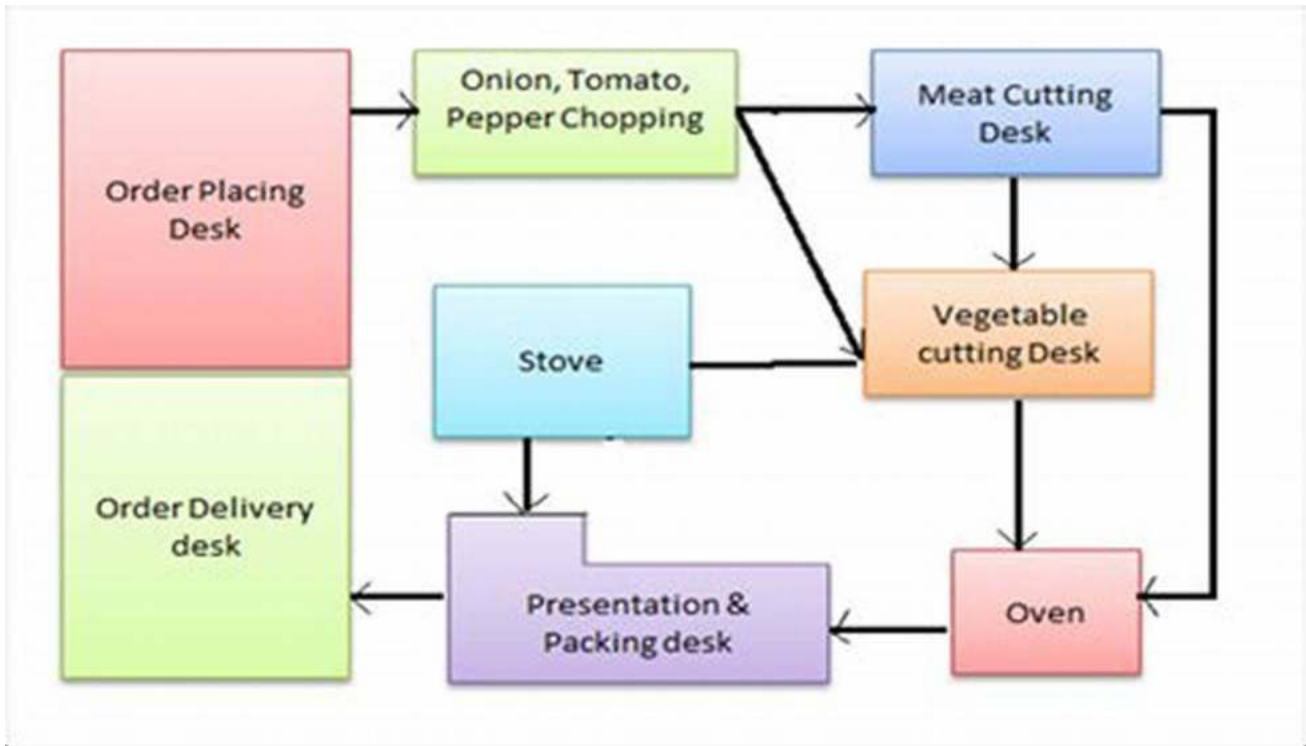 Order Placing
Desk
Onion, Tomato,
Pepper Chopping
Meat Cutting
Desk
Vegetable
cutting Desk
Stove
Order Delivery
desk
Presentation &
Packing desk
Oven